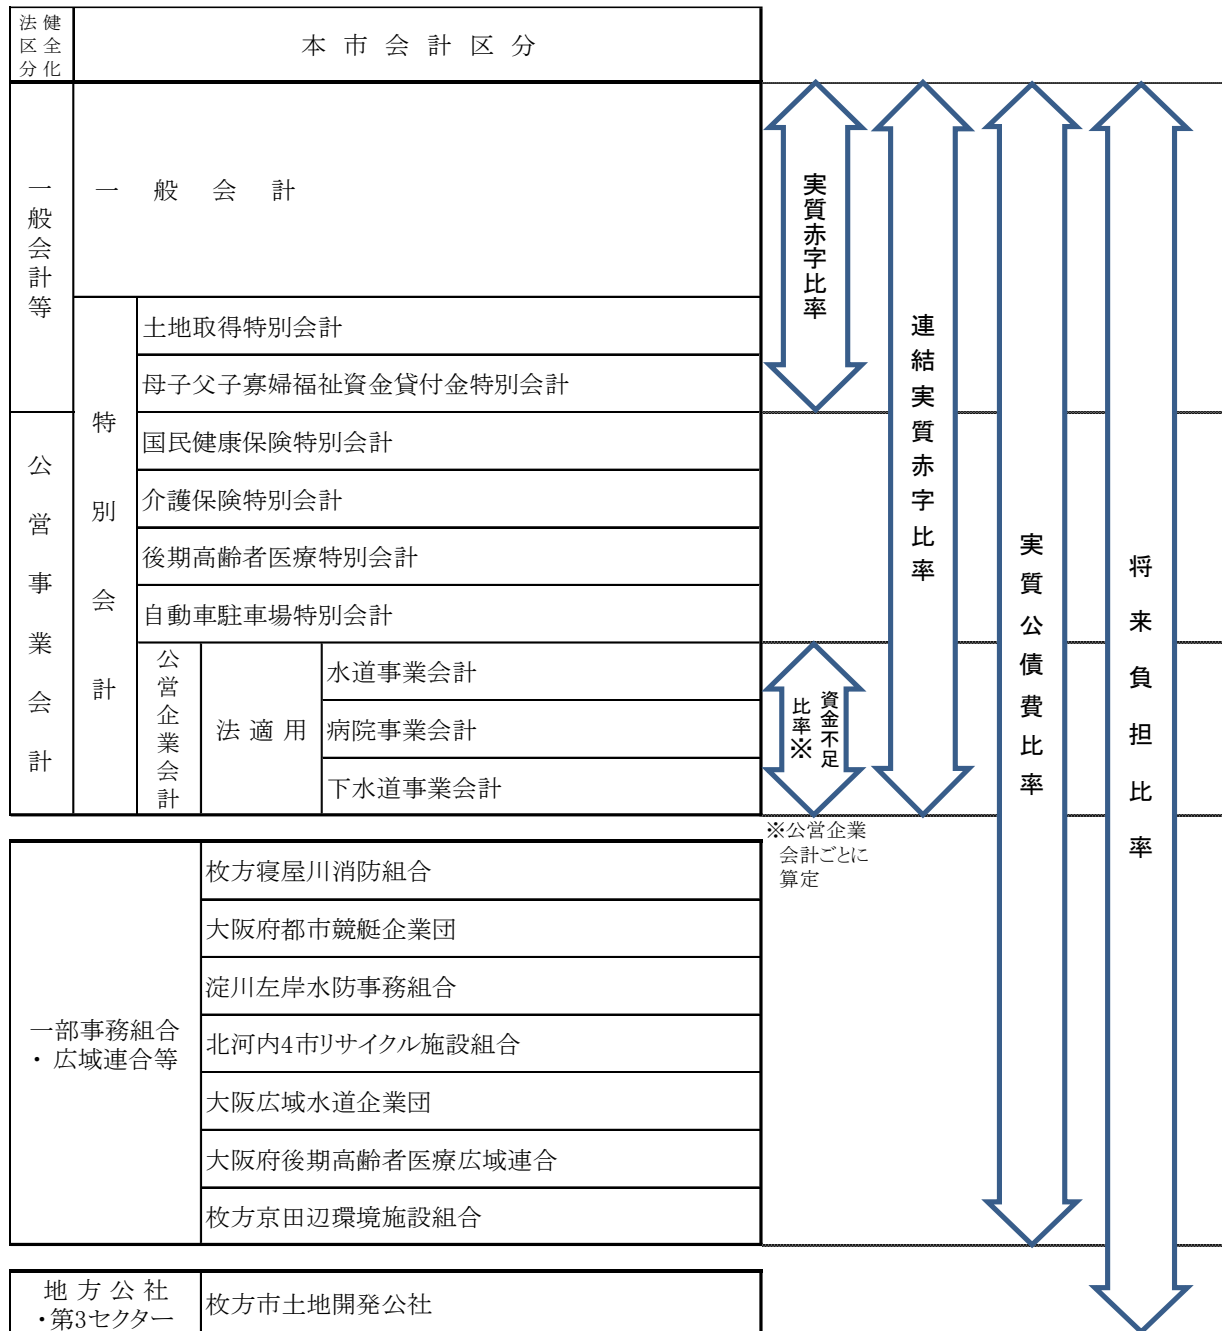 健全化
法区分
本市会計区分
一般会計等
一般会計
特別会計
土地取得特別会計
母子父子寡婦福祉資金貸付金特別会計
公営事業会計
国民健康保険特別会計
介護保険特別会計
後期高齢者医療特別会計
自動車駐車場特別会計
公営企業会計
法適用
水道事業会計
病院事業会計
下水道事業会計
実質赤字比率
連結実質赤字比率
実質公債費比率
将来負担比率
資金不足
比率※
※公営企業
会計ごとに
算定
一部事務組合
・広域連合等
枚方寝屋川消防組合
大阪府都市競艇企業団
淀川左岸水防事務組合
北河内4市リサイクル施設組合
大阪広域水道企業団
大阪府後期高齢者医療広域連合
枚方京田辺環境施設組合
地方公社
・第3セクター
枚方市土地開発公社